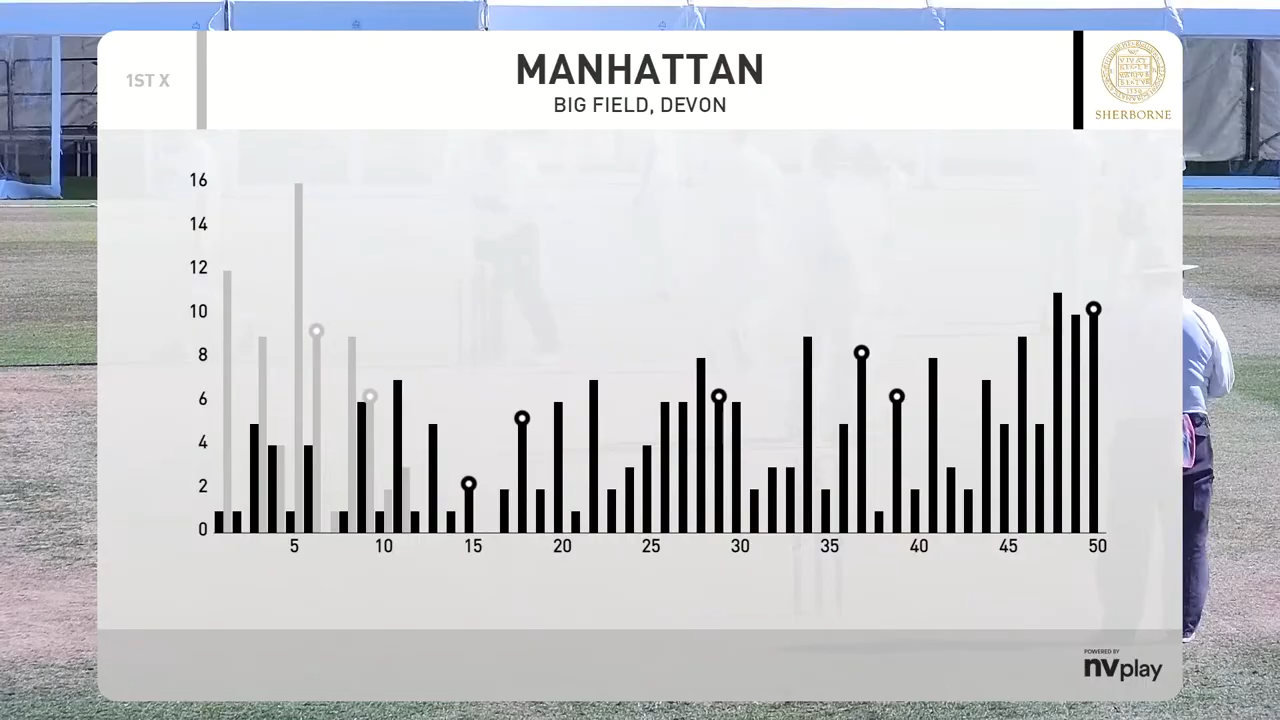 1ST X
MANHATTAN
BIG FIELD, DEVON
SHERBORNE
16
14
12
10
8
6
4
2
0
5 10 15 20 25 30 35 40 45 50
POWERED BY
nvplay